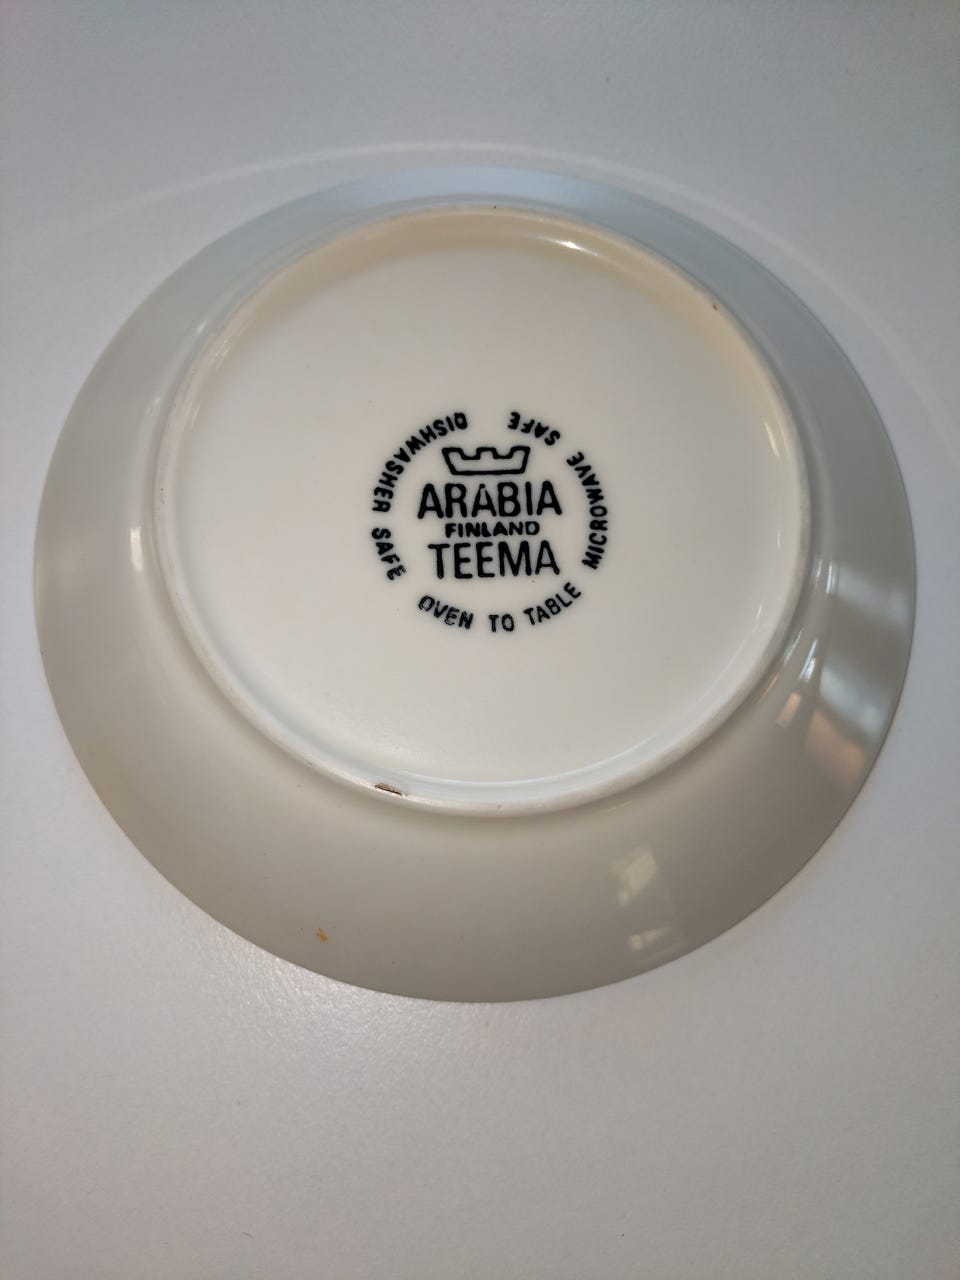 ARABIA
FINLAND
TEEMA
DISHWASHER SAFE
OVEN TO TABLE
MICROWAVE SAFE